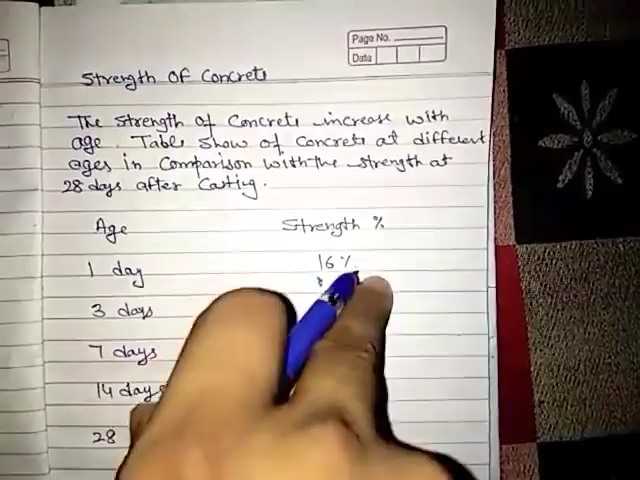 Page No.
Date
Strength Of Concrete
The Strength of Concrete increase with
age. Table Show of Concrete at different
ages in Comparison with the strength at
28 days after Casting.
Age Strength %
1 day 16%
3 days
7 days
14 days
28